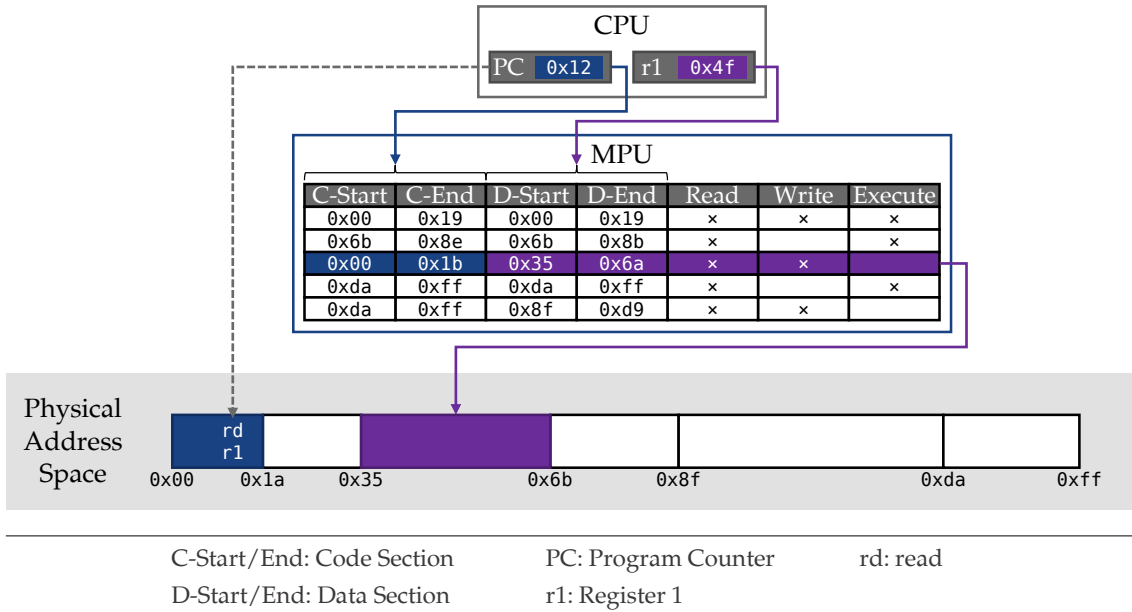 CPU
PC 0x12 r1 0x4f
MPU
C-Start C-End D-Start D-End Read Write Execute
0x00 0x19 0x00 0x19 × × ×
0x6b 0x8e 0x6b 0x8b × ×
0x00 0x1b 0x35 0x6a × ×
0xda 0xff 0xda 0xff × ×
0xda 0xff 0x8f 0xd9 × ×
Physical
Address
Space
rd
r1
0x00 0x1a 0x35 0x6b 0x8f 0xda 0xff
C-Start/End: Code Section PC: Program Counter rd: read
D-Start/End: Data Section r1: Register 1